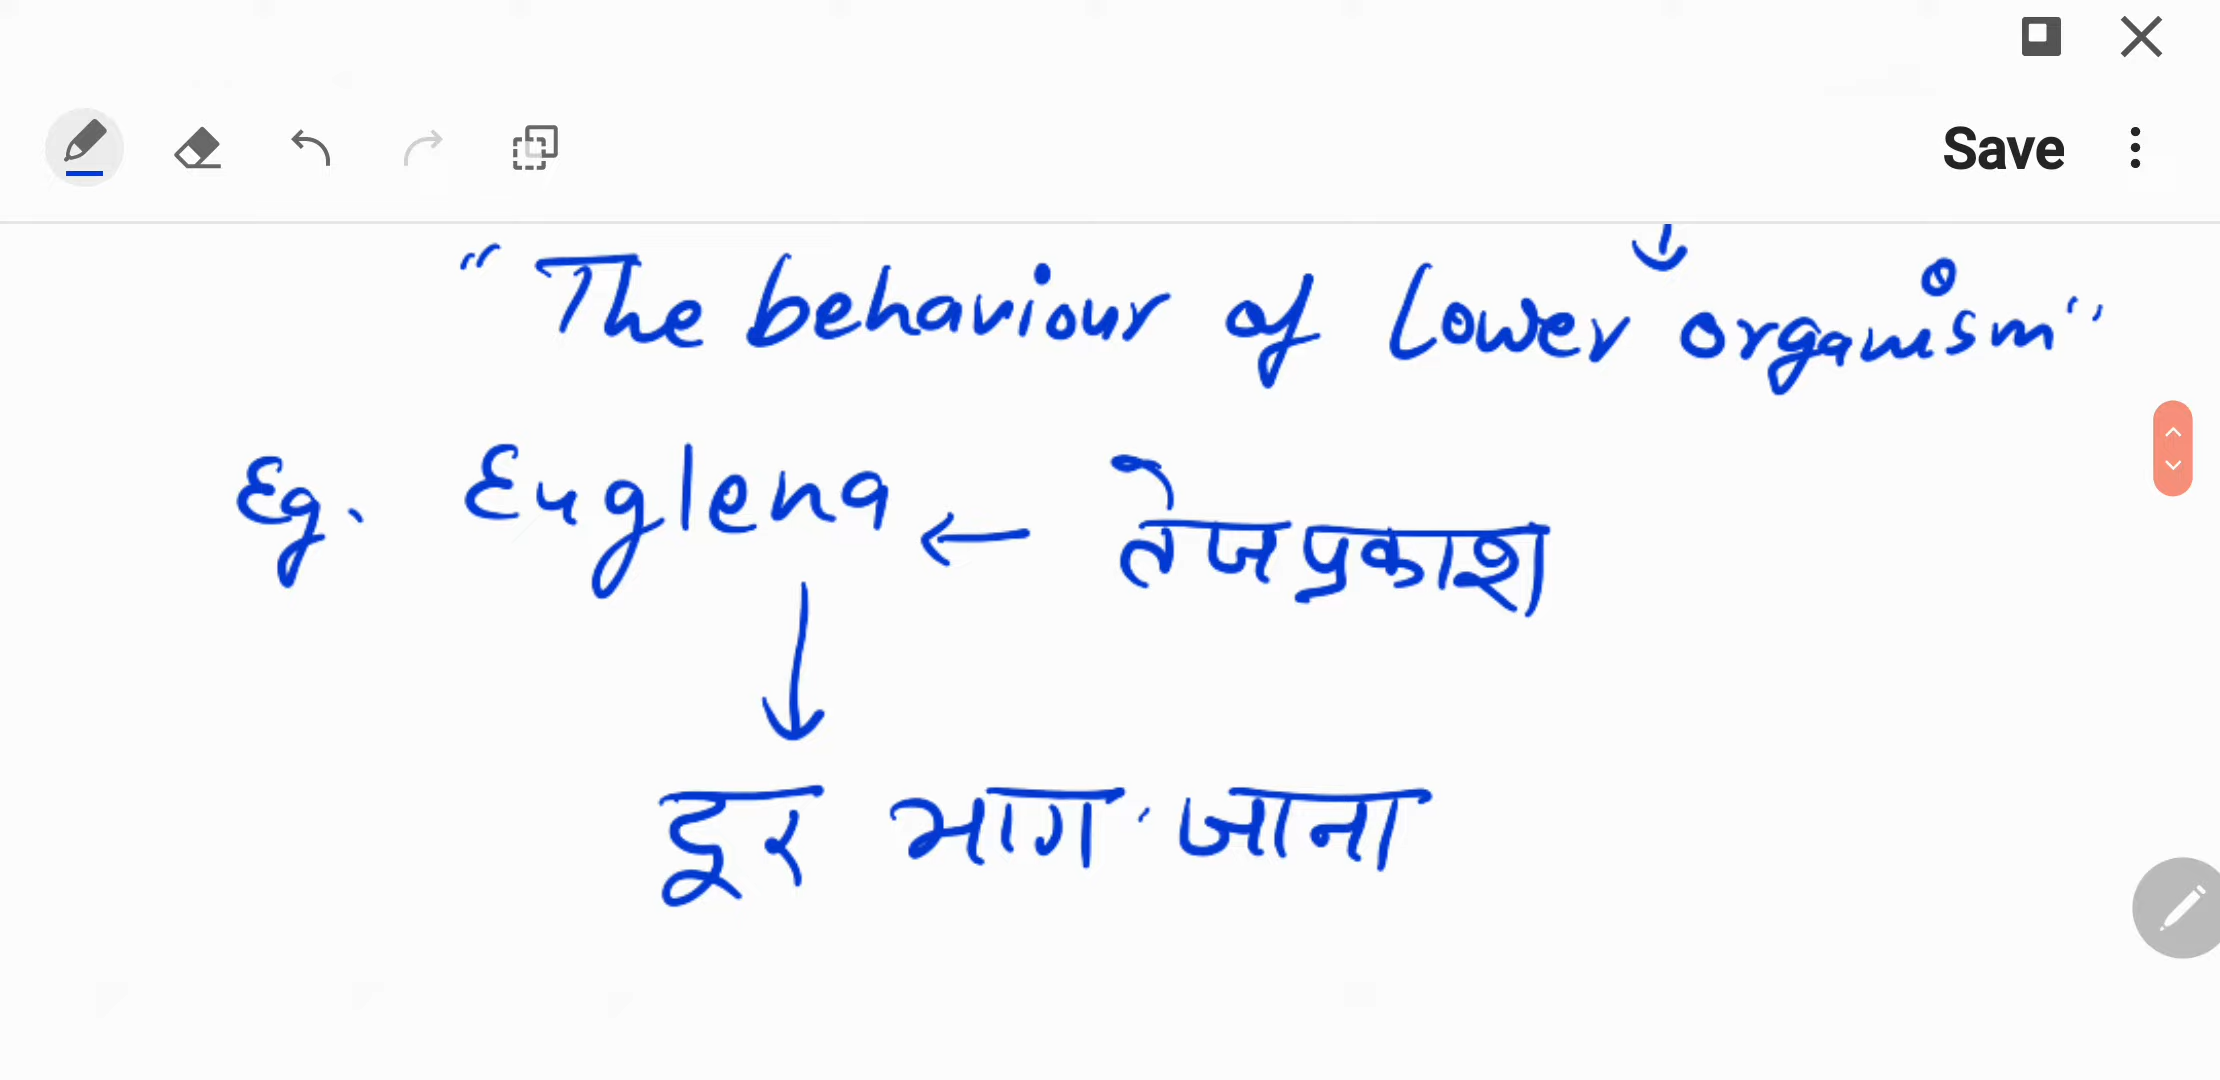 Save
"The behaviour of Lower organism"
Eg. Euglena ← तेज प्रकाश
↓
दूर भाग जाना